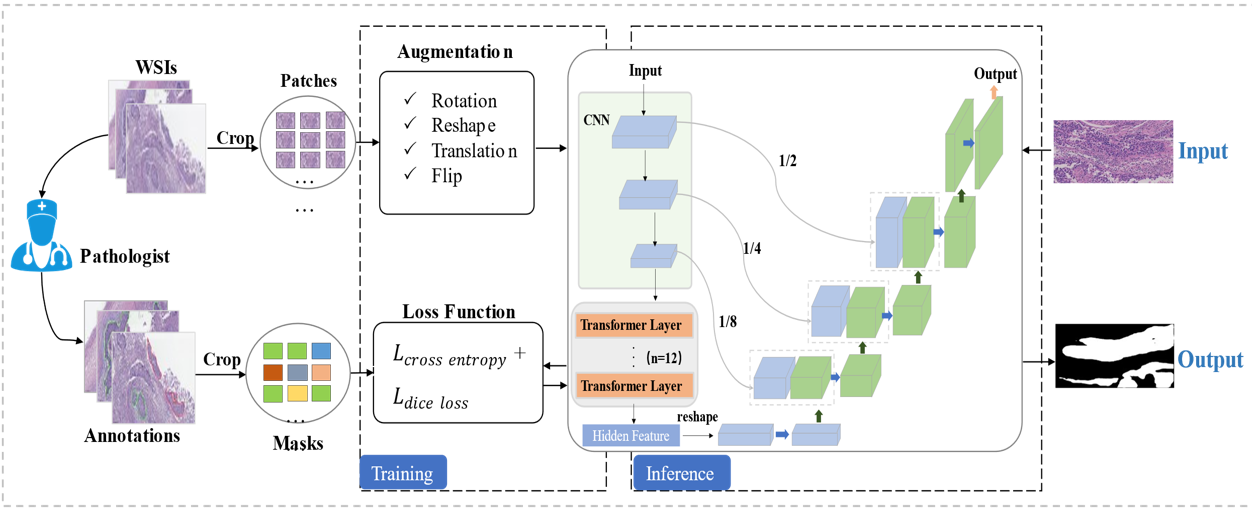 WSIs
Crop
Patches
...
...
Pathologist
Annotations
Crop
Masks
...
Augmentation
✓ Rotation
✓ Reshape
✓ Translation
✓ Flip
Loss Function
L cross entropy +
L dice loss
Training
Input
CNN
1/2
1/4
1/8
Transformer Layer
(n=12)
Transformer Layer
Hidden Feature
reshape
Output
Inference
Input
Output